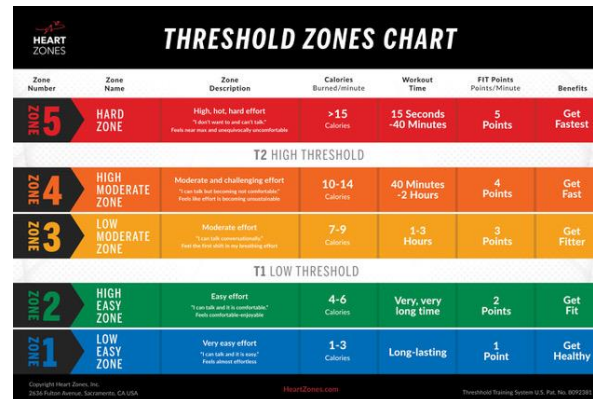 HEART
ZONES
THRESHOLD ZONES CHART
Zone
Number
Zone
Name
Zone
Description
Calories
Burned/minute
Workout
Time
FIT Points
Points/Minute
Benefits
ZONE 5
HARD
ZONE
High, hot, hard effort
"I don't want to and can't talk."
Feels near max and unequivocally uncomfortable
>15
Calories
15 Seconds
-40 Minutes
5
Points
Get
Fastest
T2 HIGH THRESHOLD
ZONE 4
HIGH
MODERATE
ZONE
Moderate and challenging effort
"I can talk but becoming not comfortable."
Feels like effort is becoming unsustainable
10-14
Calories
40 Minutes
-2 Hours
4
Points
Get
Fast
ZONE 3
LOW
MODERATE
ZONE
Moderate effort
"I can talk conversationally."
Feel the first shift in my breathing effort
7-9
Calories
1-3
Hours
3
Points
Get
Fitter
T1 LOW THRESHOLD
ZONE 2
HIGH
EASY
ZONE
Easy effort
"I can talk and it is comfortable."
Feels comfortable-enjoyable
4-6
Calories
Very, very
long time
2
Points
Get
Fit
ZONE 1
LOW
EASY
ZONE
Very easy effort
"I can talk and it is easy."
Feels almost effortless
1-3
Calories
Long-lasting
1
Point
Get
Healthy
Copyright Heart Zones, Inc.
2636 Fulton Avenue, Sacramento, CA USA
HeartZones.com
Threshhold Training System U.S. Pat. No. 8092381